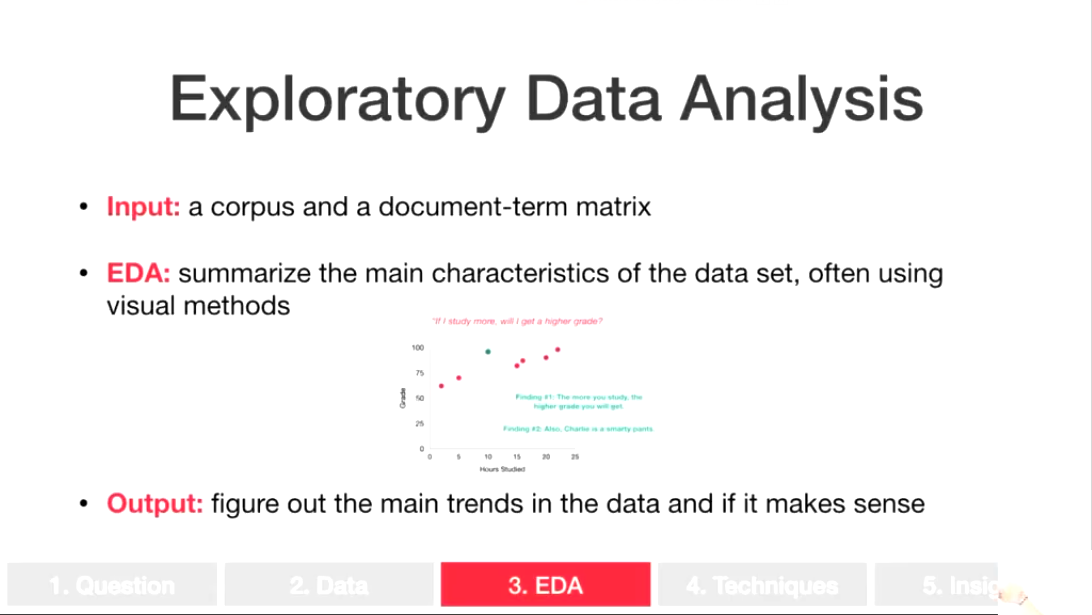 Exploratory Data Analysis
• Input: a corpus and a document-term matrix
• EDA: summarize the main characteristics of the data set, often using
visual methods
"If I study more, will I get a higher grade?
100
75
50
25
0
Grade
0 5 10 15 20 25
Hours Studied
Finding #1: The more you study, the
higher grade you will get.
Finding #2: Also, Charlie is a smarty pants
• Output: figure out the main trends in the data and if it makes sense
1. Question 2. Data 3. EDA 4. Techniques 5. Insig